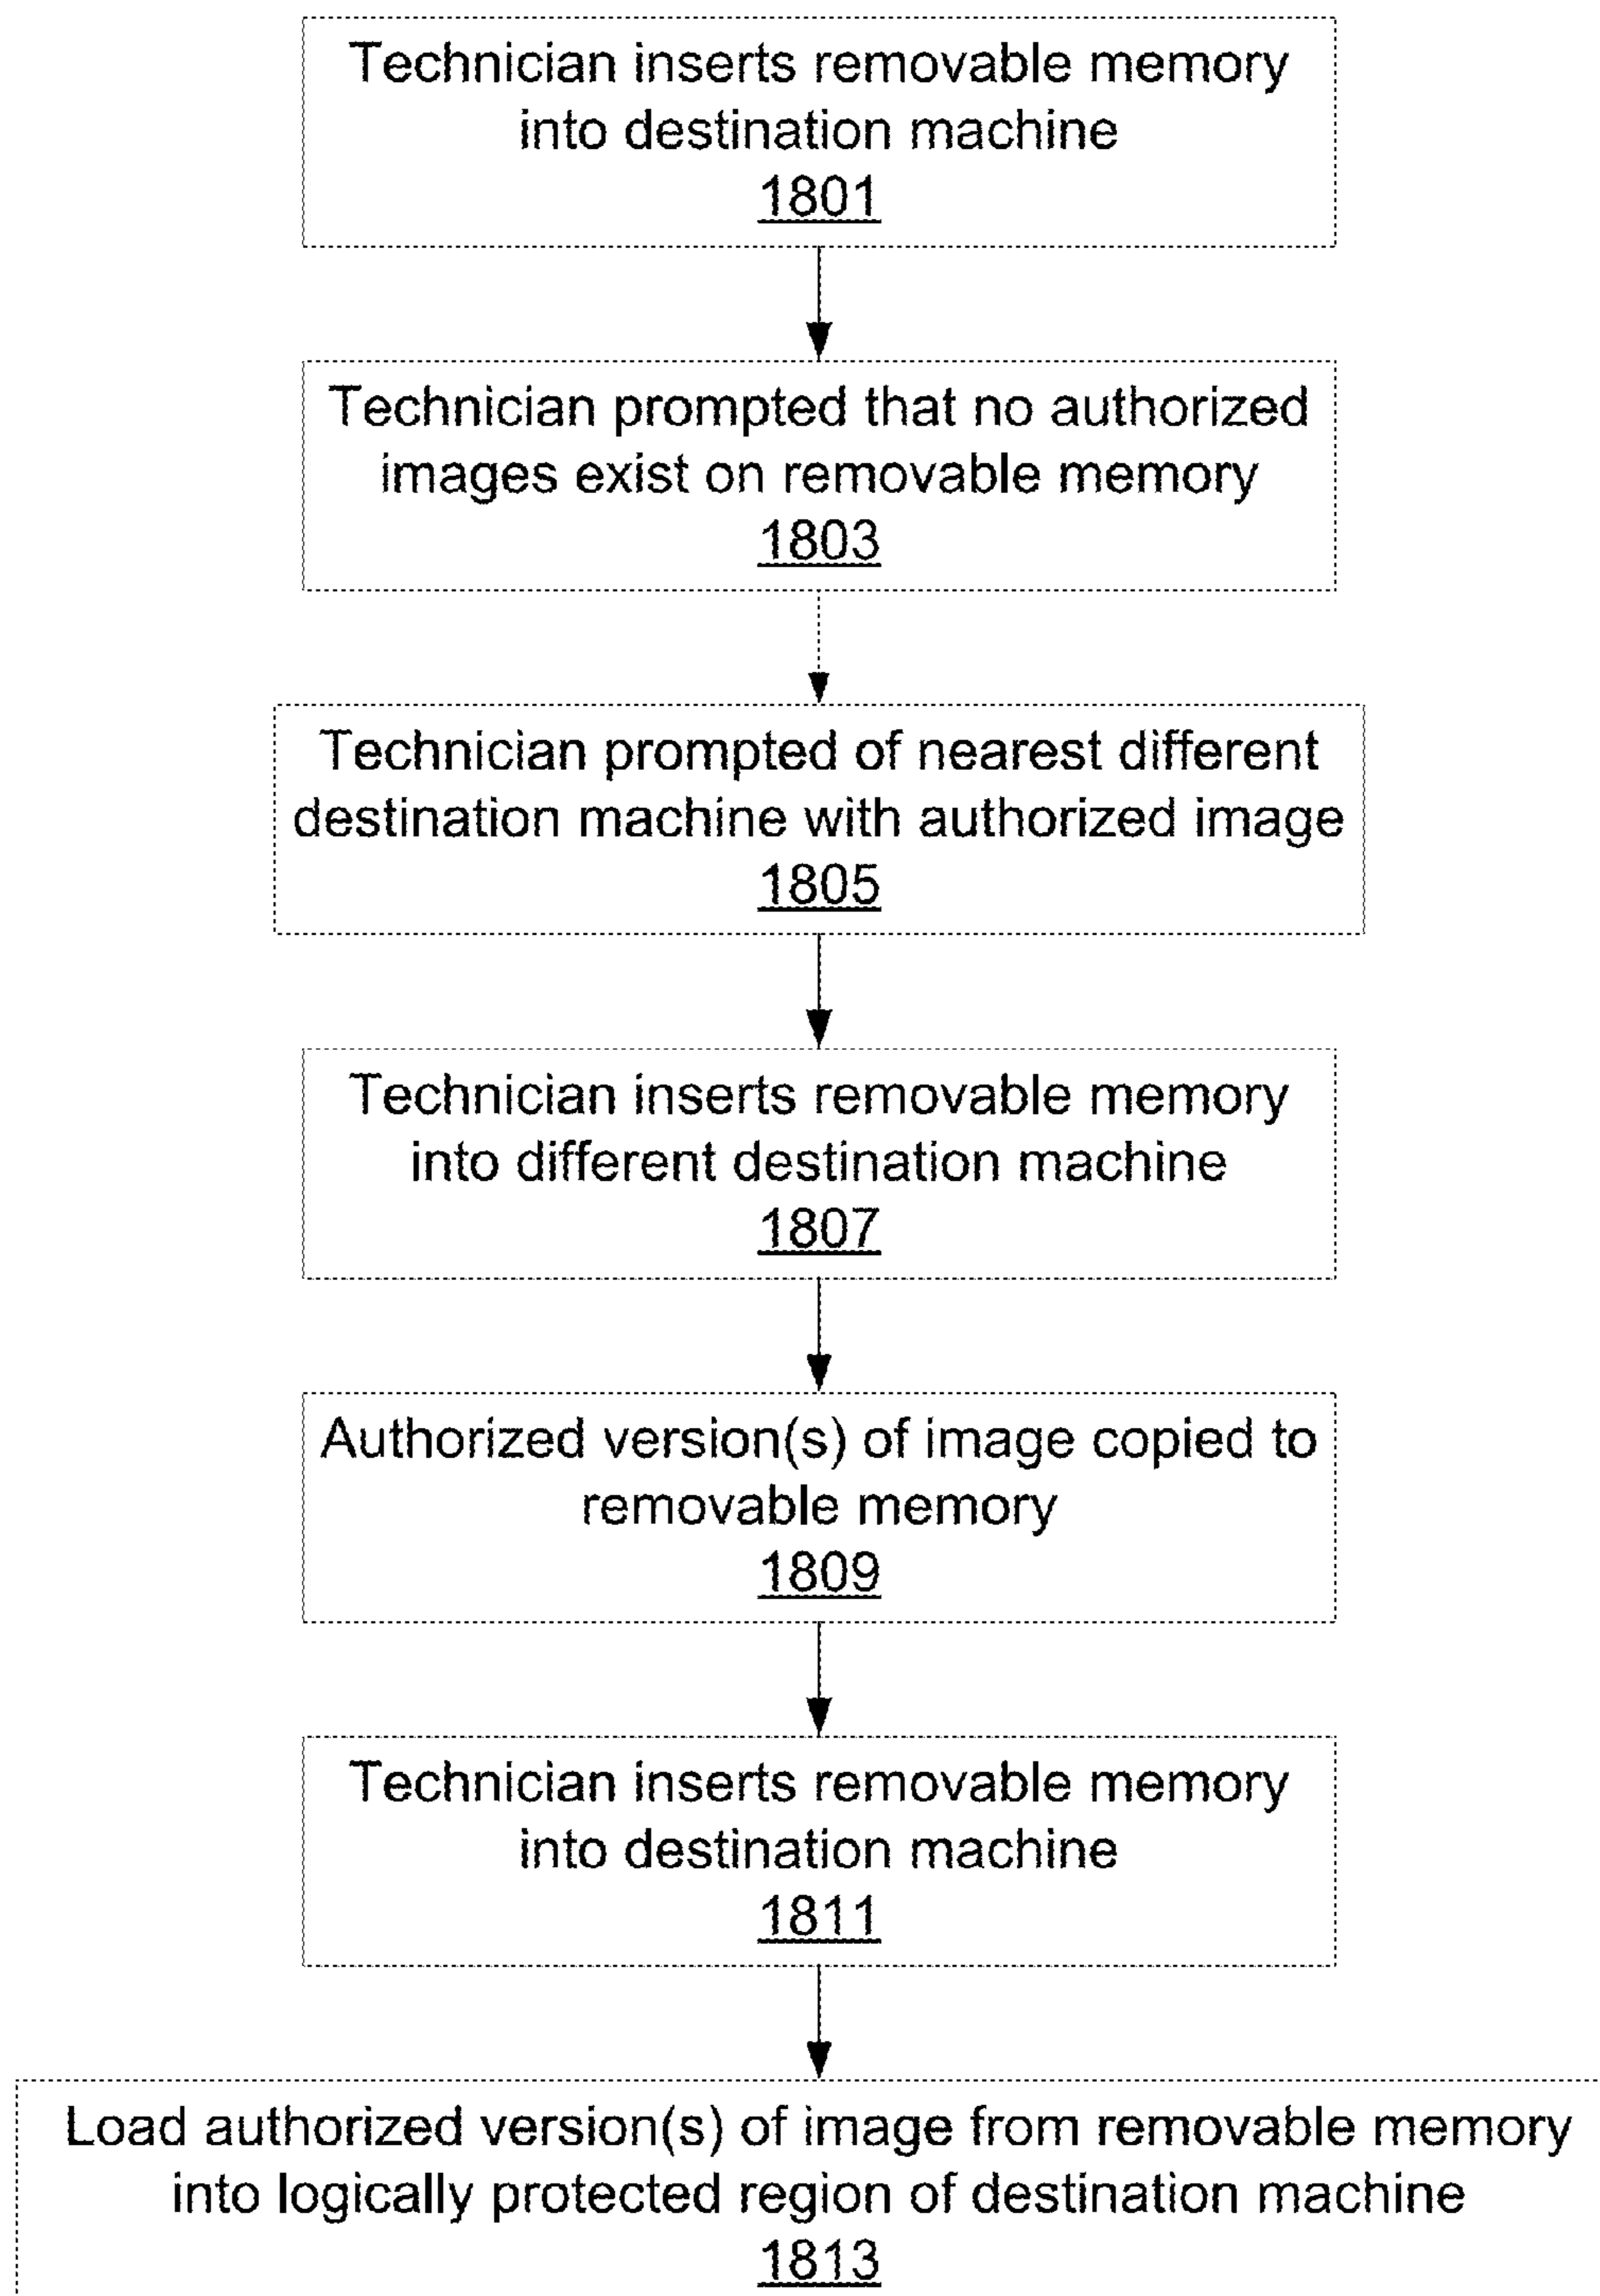 Technician inserts removable memory
into destination machine
1801
Technician prompted that no authorized
images exist on removable memory
1803
Technician prompted of nearest different
destination machine with authorized image
1805
Technician inserts removable memory
into different destination machine
1807
Authorized version(s) of image copied to
removable memory
1809
Technician inserts removable memory
into destination machine
1811
Load authorized version(s) of image from removable memory
into logically protected region of destination machine
1813